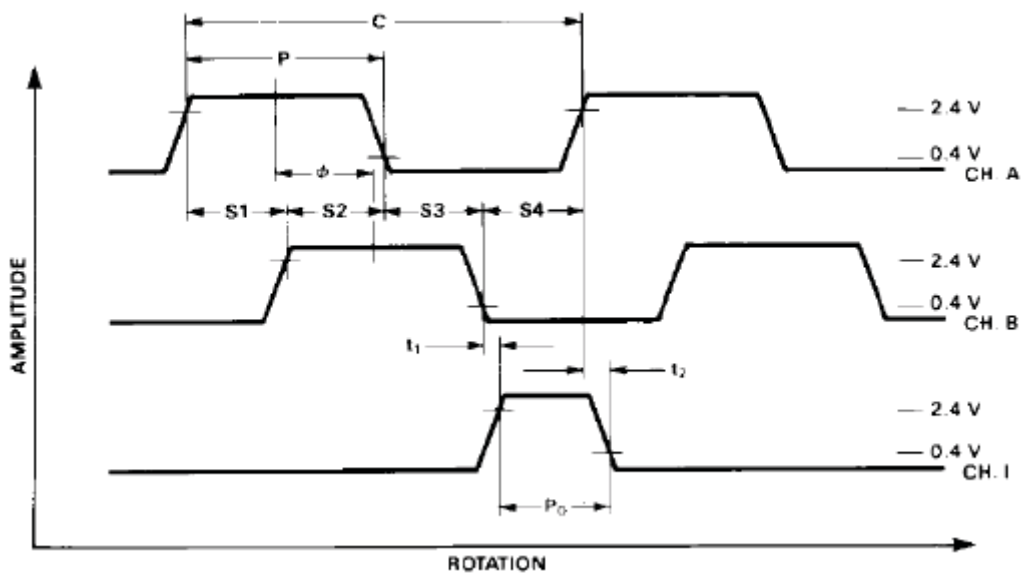 C
P
2.4 V
0.4 V
CH. A
ϕ
S1 S2 S3 S4
2.4 V
0.4 V
CH. B
t1
t2
2.4 V
0.4 V
CH. I
P0
AMPLITUDE
ROTATION